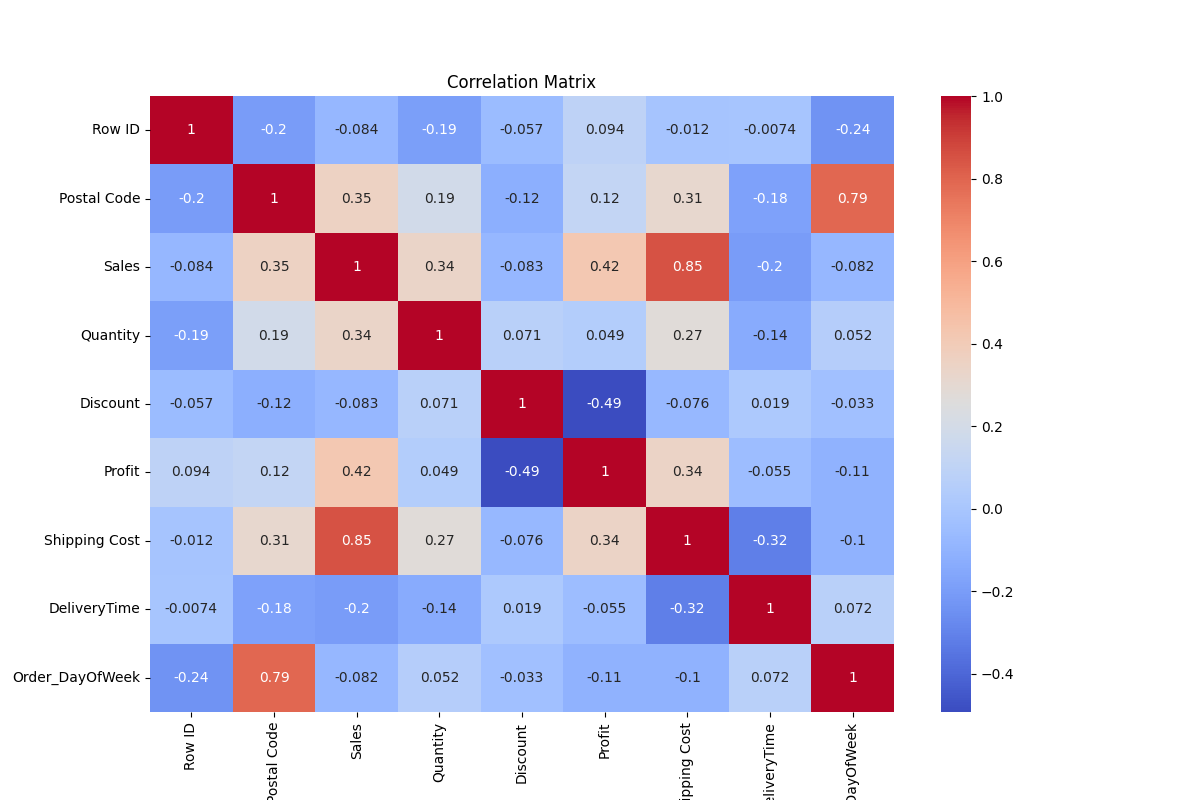 Correlation Matrix
Row ID 1 -0.2 -0.084 -0.19 -0.057 0.094 -0.012 -0.0074 -0.24
Postal Code -0.2 1 0.35 0.19 -0.12 0.12 0.31 -0.18 0.79
Sales -0.084 0.35 1 0.34 -0.083 0.42 0.85 -0.2 -0.082
Quantity -0.19 0.19 0.34 1 0.071 0.049 0.27 -0.14 0.052
Discount -0.057 -0.12 -0.083 0.071 1 -0.49 -0.076 0.019 -0.033
Profit 0.094 0.12 0.42 0.049 -0.49 1 0.34 -0.055 -0.11
Shipping Cost -0.012 0.31 0.85 0.27 -0.076 0.34 1 -0.32 -0.1
DeliveryTime -0.0074 -0.18 -0.2 -0.14 0.019 -0.055 -0.32 1 0.072
Order_DayOfWeek -0.24 0.79 -0.082 0.052 -0.033 -0.11 -0.1 0.072 1
Row ID
Postal Code
Sales
Quantity
Discount
Profit
ipping Cost
eliveryTime
DayOfWeek
1.0
0.8
0.6
0.4
0.2
0.0
−0.2
−0.4